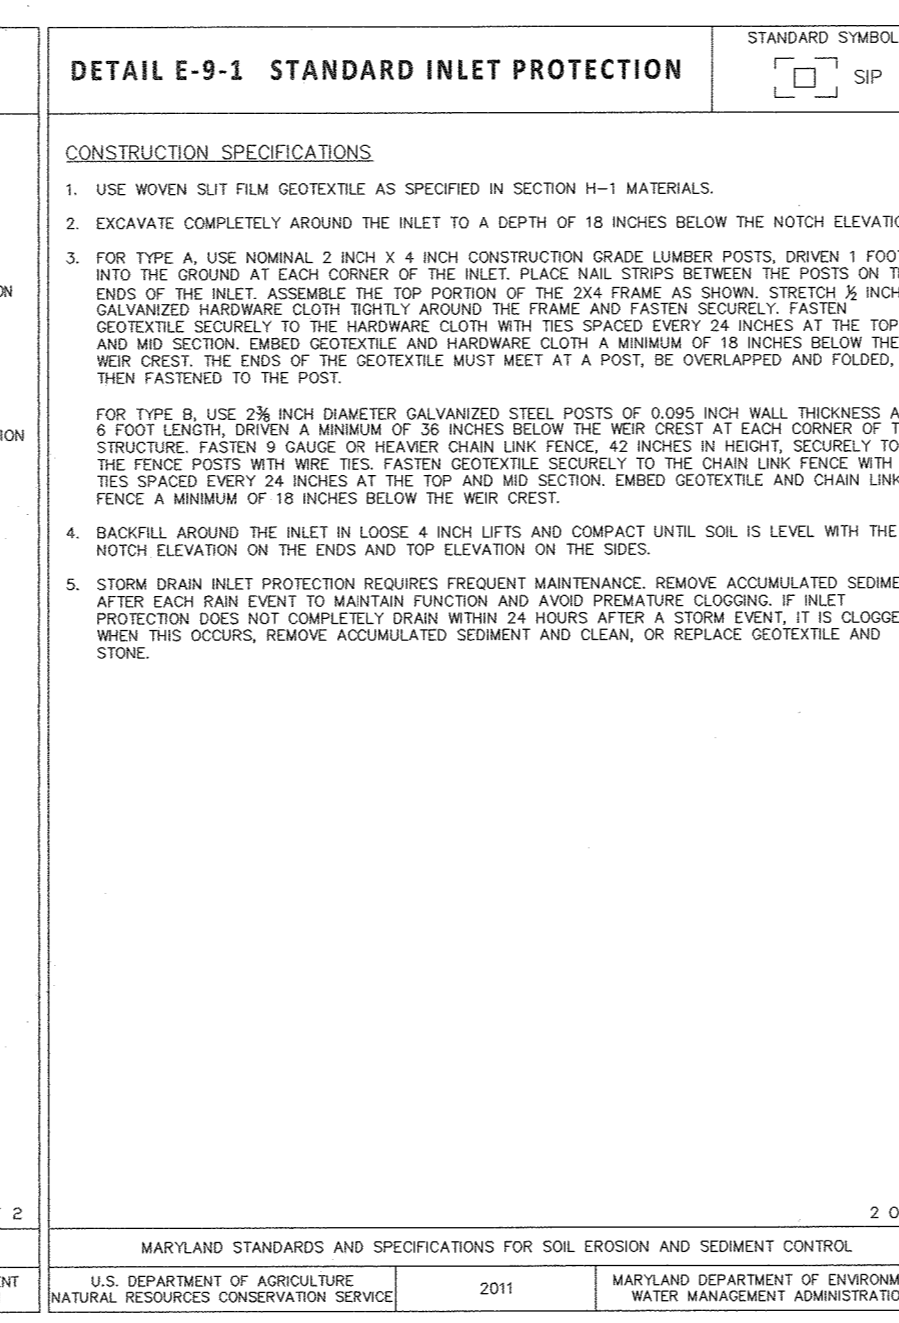 DETAIL E-9-1 STANDARD INLET PROTECTION
STANDARD SYMBOL
SIP
CONSTRUCTION SPECIFICATIONS
1. USE WOVEN SLIT FILM GEOTEXTILE AS SPECIFIED IN SECTION H-1 MATERIALS.
2. EXCAVATE COMPLETELY AROUND THE INLET TO A DEPTH OF 18 INCHES BELOW THE NOTCH ELEVATIO
3. FOR TYPE A, USE NOMINAL 2 INCH X 4 INCH CONSTRUCTION GRADE LUMBER POSTS, DRIVEN 1 FOOT
INTO THE GROUND AT EACH CORNER OF THE INLET. PLACE NAIL STRIPS BETWEEN THE POSTS ON T
ENDS OF THE INLET. ASSEMBLE THE TOP PORTION OF THE 2X4 FRAME AS SHOWN. STRETCH ½ INCH
GALVANIZED HARDWARE CLOTH TIGHTLY AROUND THE FRAME AND FASTEN SECURELY. FASTEN
GEOTEXTILE SECURELY TO THE HARDWARE CLOTH WITH TIES SPACED EVERY 24 INCHES AT THE TOP
AND MID SECTION. EMBED GEOTEXTILE AND HARDWARE CLOTH A MINIMUM OF 18 INCHES BELOW THE
WEIR CREST. THE ENDS OF THE GEOTEXTILE MUST MEET AT A POST, BE OVERLAPPED AND FOLDED,
THEN FASTENED TO THE POST.
FOR TYPE B, USE 2⅜ INCH DIAMETER GALVANIZED STEEL POSTS OF 0.095 INCH WALL THICKNESS A
6 FOOT LENGTH, DRIVEN A MINIMUM OF 36 INCHES BELOW THE WEIR CREST AT EACH CORNER OF T
STRUCTURE. FASTEN 9 GAUGE OR HEAVIER CHAIN LINK FENCE, 42 INCHES IN HEIGHT, SECURELY TO
THE FENCE POSTS WITH WIRE TIES. FASTEN GEOTEXTILE SECURELY TO THE CHAIN LINK FENCE WITH
TIES SPACED EVERY 24 INCHES AT THE TOP AND MID SECTION. EMBED GEOTEXTILE AND CHAIN LINK
FENCE A MINIMUM OF 18 INCHES BELOW THE WEIR CREST.
4. BACKFILL AROUND THE INLET IN LOOSE 4 INCH LIFTS AND COMPACT UNTIL SOIL IS LEVEL WITH THE
NOTCH ELEVATION ON THE ENDS AND TOP ELEVATION ON THE SIDES.
5. STORM DRAIN INLET PROTECTION REQUIRES FREQUENT MAINTENANCE. REMOVE ACCUMULATED SEDIME
AFTER EACH RAIN EVENT TO MAINTAIN FUNCTION AND AVOID PREMATURE CLOGGING. IF INLET
PROTECTION DOES NOT COMPLETELY DRAIN WITHIN 24 HOURS AFTER A STORM EVENT, IT IS CLOGGE
WHEN THIS OCCURS, REMOVE ACCUMULATED SEDIMENT AND CLEAN, OR REPLACE GEOTEXTILE AND
STONE.
ON
ION
2
2 O
MARYLAND STANDARDS AND SPECIFICATIONS FOR SOIL EROSION AND SEDIMENT CONTROL
NT
U.S. DEPARTMENT OF AGRICULTURE
NATURAL RESOURCES CONSERVATION SERVICE
2011
MARYLAND DEPARTMENT OF ENVIRONM
WATER MANAGEMENT ADMINISTRATIO